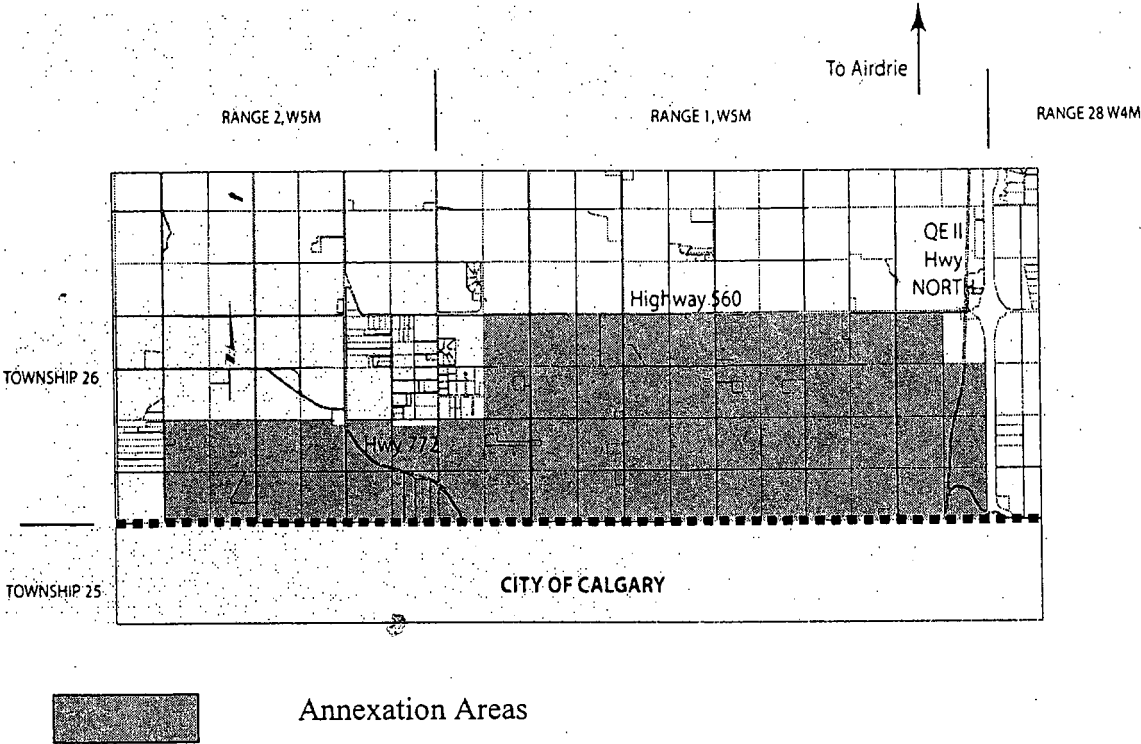 To Airdrie
RANGE 2, W5M
RANGE 1, W5M
RANGE 28 W4M
QE II
Hwy
NORTH
Highway 560
TOWNSHIP 26
Hwy 772
TOWNSHIP 25
CITY OF CALGARY
Annexation Areas